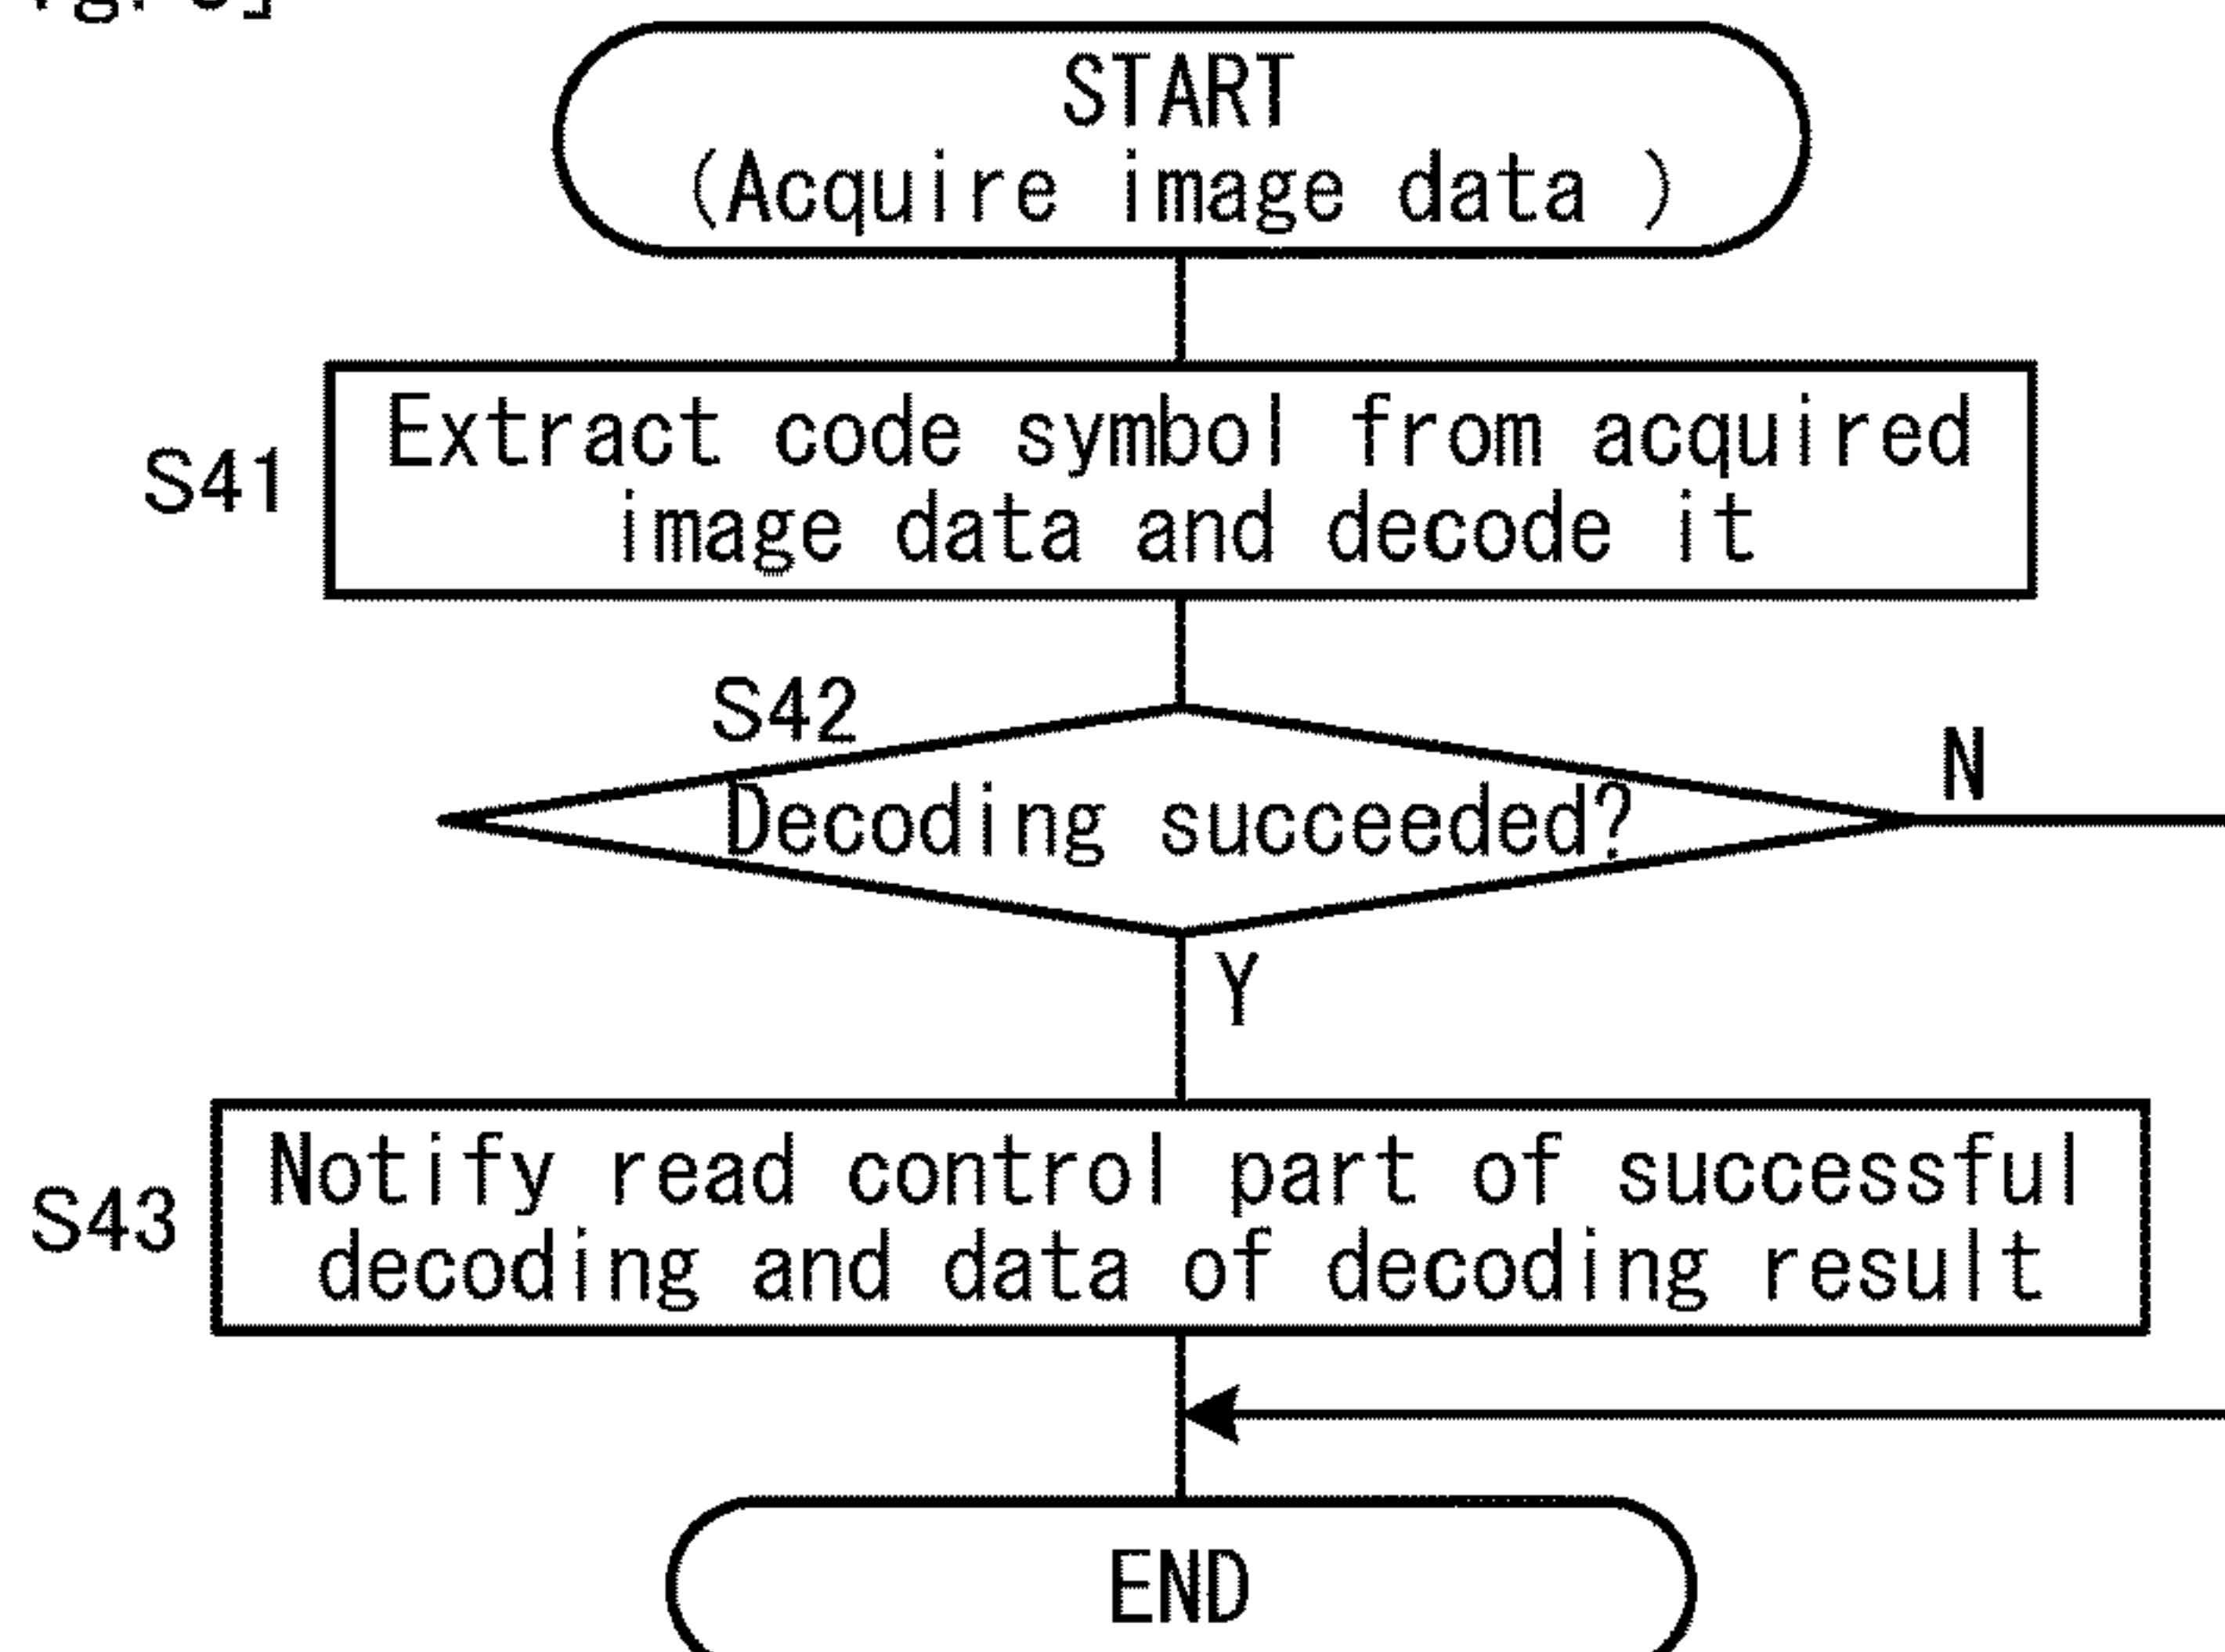 START
(Acquire image data )
S41
Extract code symbol from acquired
image data and decode it
S42
Decoding succeeded?
N
Y
S43
Notify read control part of successful
decoding and data of decoding result
END